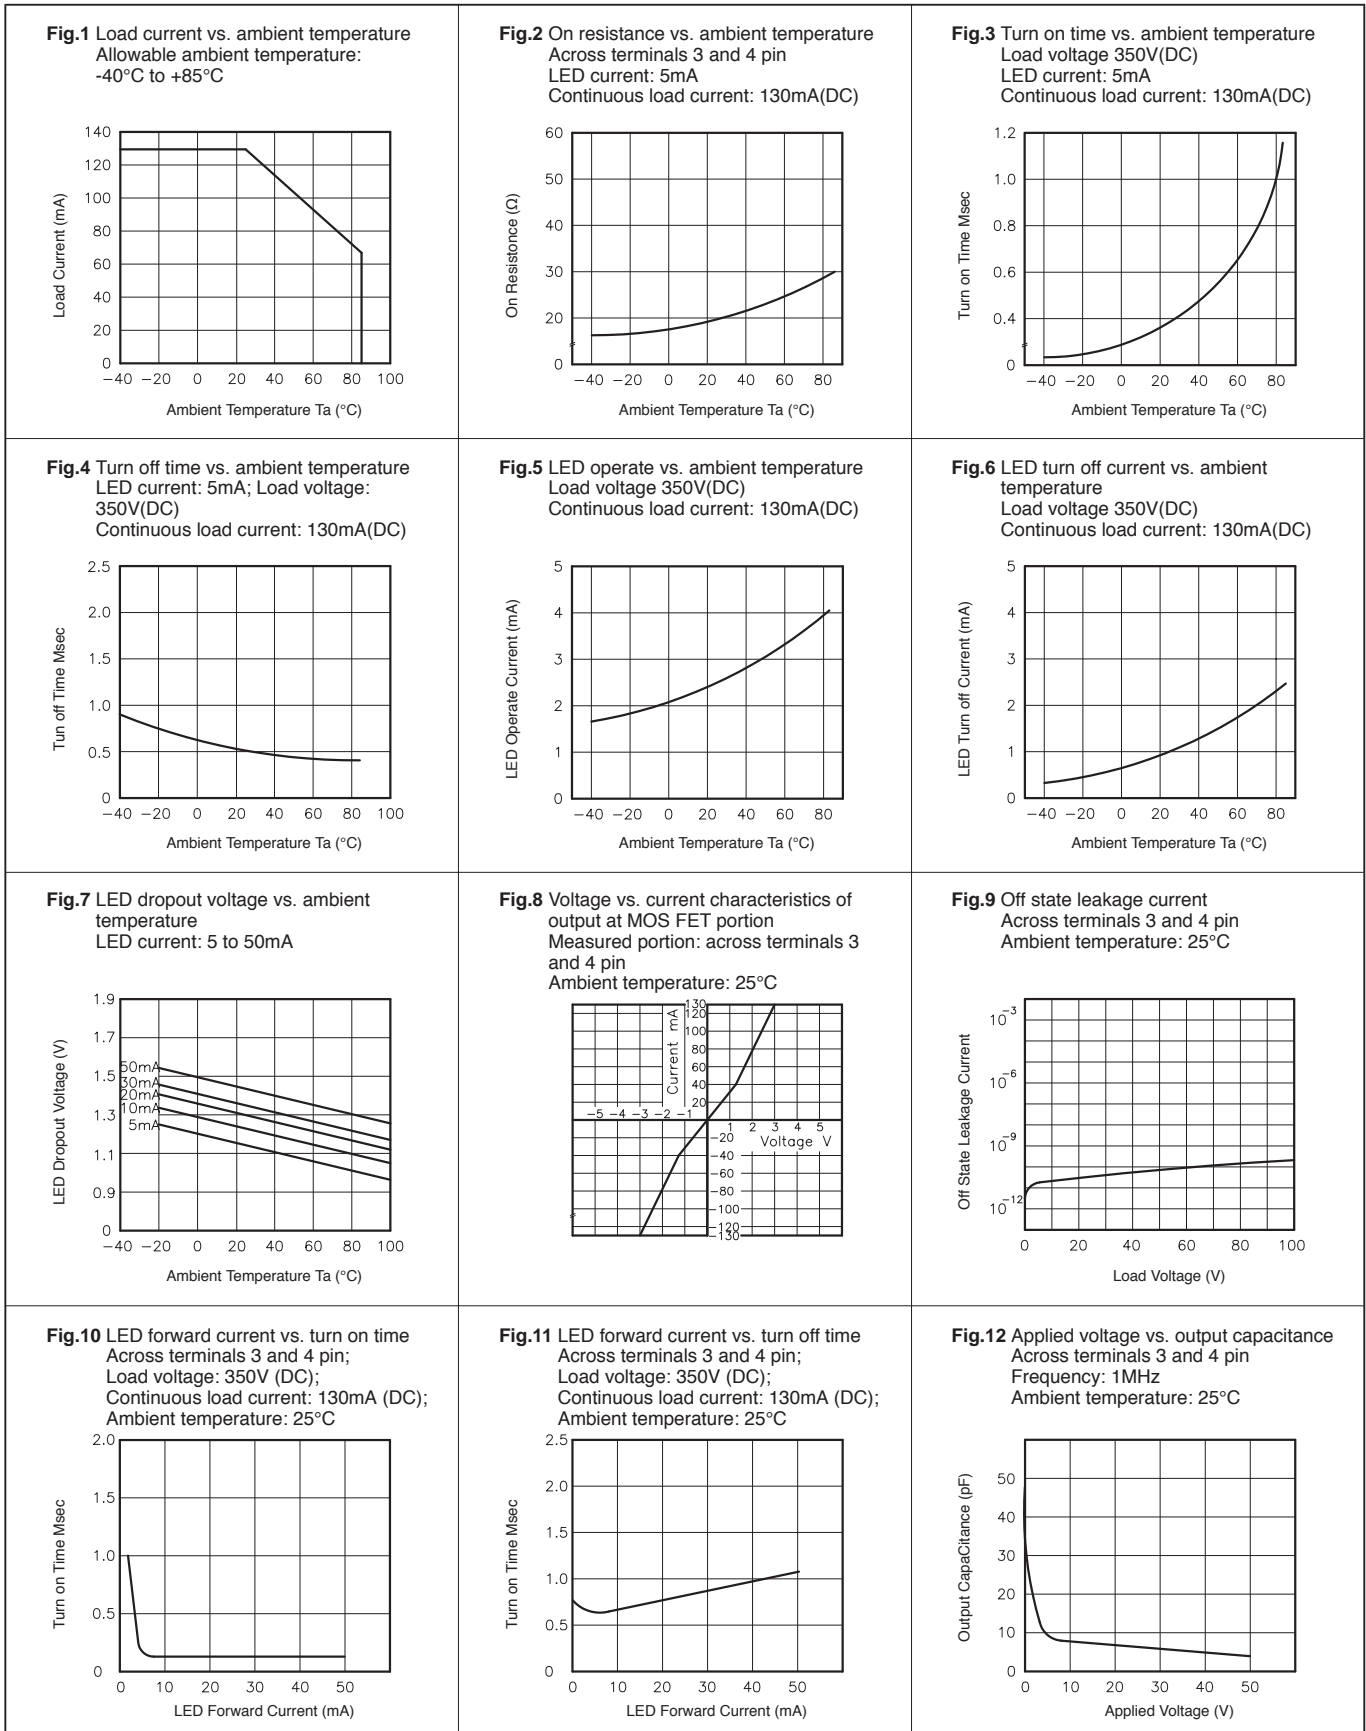 Fig.1 Load current vs. ambient temperature
Allowable ambient temperature:
-40°C to +85°C
140
120
100
80
60
40
20
0
Load Current (mA)
−40 −20 0 20 40 60 80 100
Ambient Temperature Ta (°C)
Fig.2 On resistance vs. ambient temperature
Across terminals 3 and 4 pin
LED current: 5mA
Continuous load current: 130mA(DC)
60
50
40
30
20
0
On Resistonce (Ω)
−40 −20 0 20 40 60 80
Ambient Temperature Ta (°C)
Fig.3 Turn on time vs. ambient temperature
Load voltage 350V(DC)
LED current: 5mA
Continuous load current: 130mA(DC)
1.2
1.0
0.8
0.6
0.4
0
Turn on Time Msec
−40 −20 0 20 40 60 80
Ambient Temperature Ta (°C)
Fig.4 Turn off time vs. ambient temperature
LED current: 5mA; Load voltage:
350V(DC)
Continuous load current: 130mA(DC)
2.5
2.0
1.5
1.0
0.5
0
Tun off Time Msec
−40 −20 0 20 40 60 80 100
Ambient Temperature Ta (°C)
Fig.5 LED operate vs. ambient temperature
Load voltage 350V(DC)
Continuous load current: 130mA(DC)
5
4
3
2
1
0
LED Operate Current (mA)
−40 −20 0 20 40 60 80
Ambient Temperature Ta (°C)
Fig.6 LED turn off current vs. ambient
temperature
Load voltage 350V(DC)
Continuous load current: 130mA(DC)
5
4
3
2
1
0
LED Turn off Current (mA)
−40 −20 0 20 40 60 80
Ambient Temperature Ta (°C)
Fig.7 LED dropout voltage vs. ambient
temperature
LED current: 5 to 50mA
1.9
1.7
1.5
1.3
1.1
0.9
0
LED Dropout Voltage (V)
50mA
30mA
20mA
10mA
5mA
−40 −20 0 20 40 60 80 100
Ambient Temperature Ta (°C)
Fig.8 Voltage vs. current characteristics of
output at MOS FET portion
Measured portion: across terminals 3
and 4 pin
Ambient temperature: 25°C
Current mA
130
120
100
80
60
40
20
−5 −4 −3 −2 −1
1 2 3 4 5
Voltage V
−20
−40
−60
−80
−100
−120
−130
Fig.9 Off state leakage current
Across terminals 3 and 4 pin
Ambient temperature: 25°C
10−3
10−6
10−9
10−12
Off State Leakage Current
0 20 40 60 80 100
Load Voltage (V)
Fig.10 LED forward current vs. turn on time
Across terminals 3 and 4 pin;
Load voltage: 350V (DC);
Continuous load current: 130mA (DC);
Ambient temperature: 25°C
2.0
1.5
1.0
0.5
0
Turn on Time Msec
0 10 20 30 40 50
LED Forward Current (mA)
Fig.11 LED forward current vs. turn off time
Across terminals 3 and 4 pin;
Load voltage: 350V (DC);
Continuous load current: 130mA (DC);
Ambient temperature: 25°C
2.5
2.0
1.5
1.0
0.5
0
Turn on Time Msec
0 10 20 30 40 50
LED Forward Current (mA)
Fig.12 Applied voltage vs. output capacitance
Across terminals 3 and 4 pin
Frequency: 1MHz
Ambient temperature: 25°C
50
40
30
20
10
0
Output CapaCitance (pF)
0 10 20 30 40 50
Applied Voltage (V)